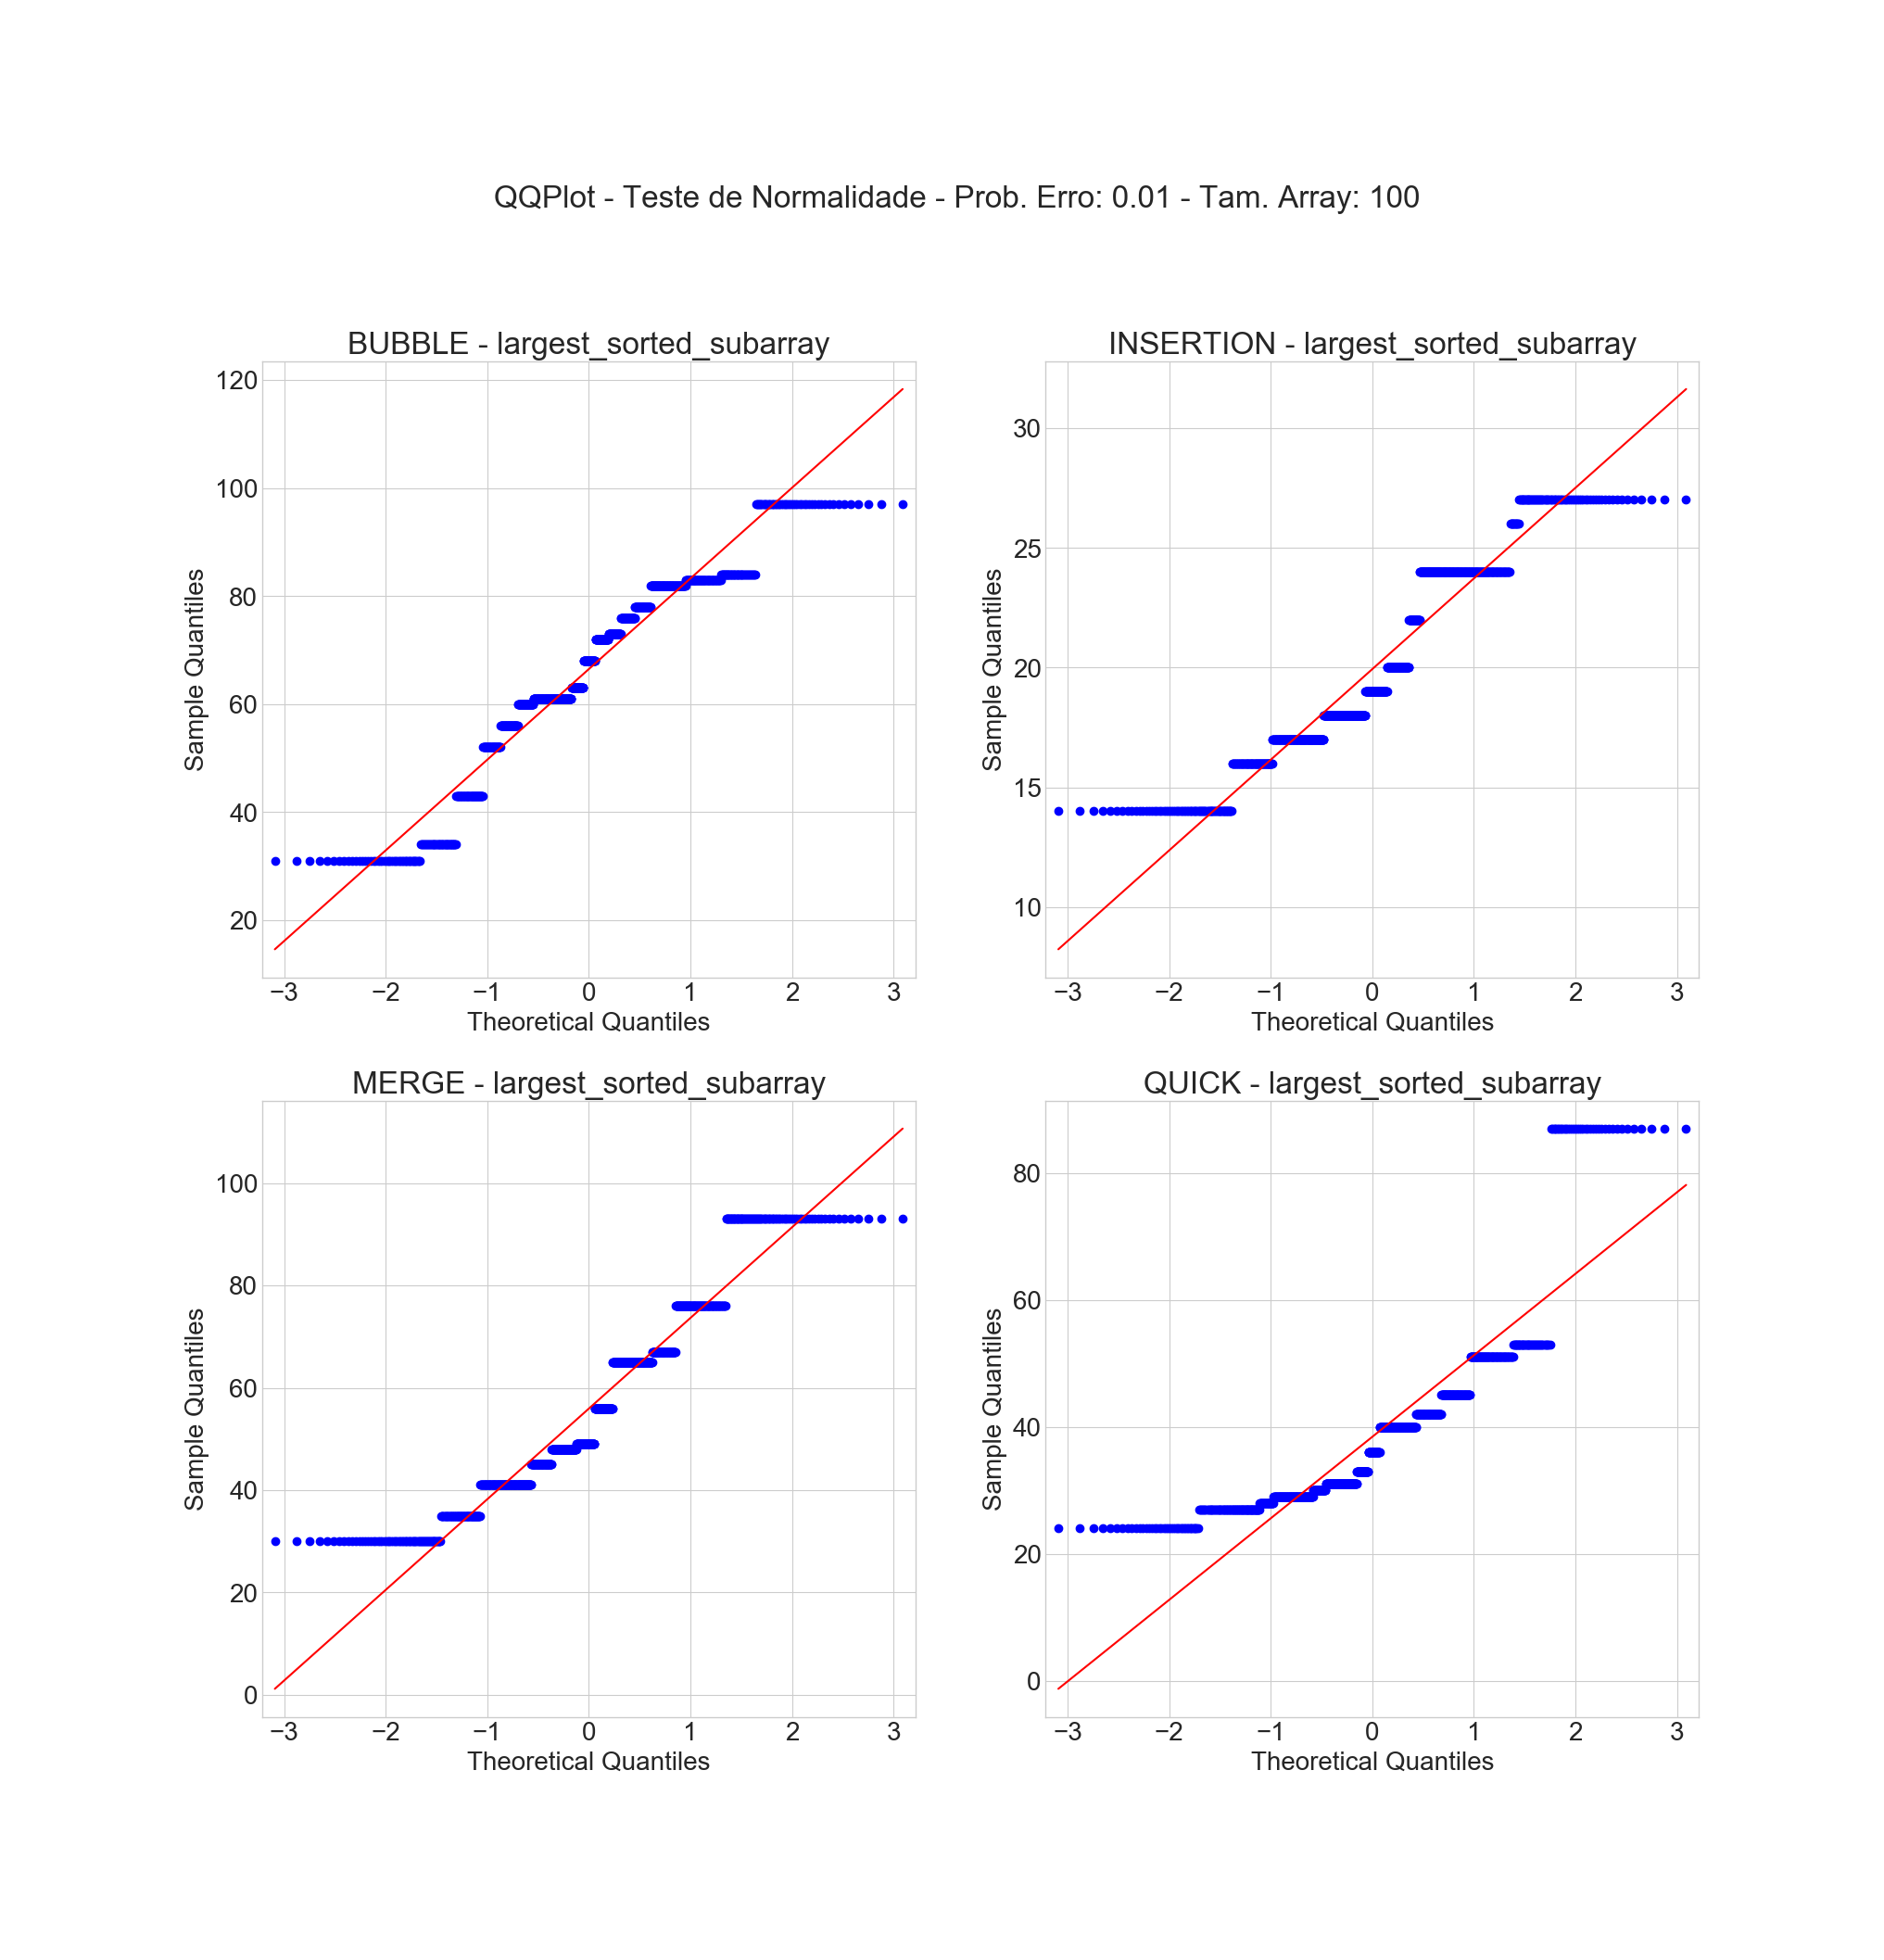 QQPlot - Teste de Normalidade - Prob. Erro: 0.01 - Tam. Array: 100
BUBBLE - largest_sorted_subarray
120
100
80
60
40
20
Sample Quantiles
−3 −2 −1 0 1 2 3
Theoretical Quantiles
INSERTION - largest_sorted_subarray
30
25
20
15
10
Sample Quantiles
−3 −2 −1 0 1 2 3
Theoretical Quantiles
MERGE - largest_sorted_subarray
100
80
60
40
20
0
Sample Quantiles
−3 −2 −1 0 1 2 3
Theoretical Quantiles
QUICK - largest_sorted_subarray
80
60
40
20
0
Sample Quantiles
−3 −2 −1 0 1 2 3
Theoretical Quantiles